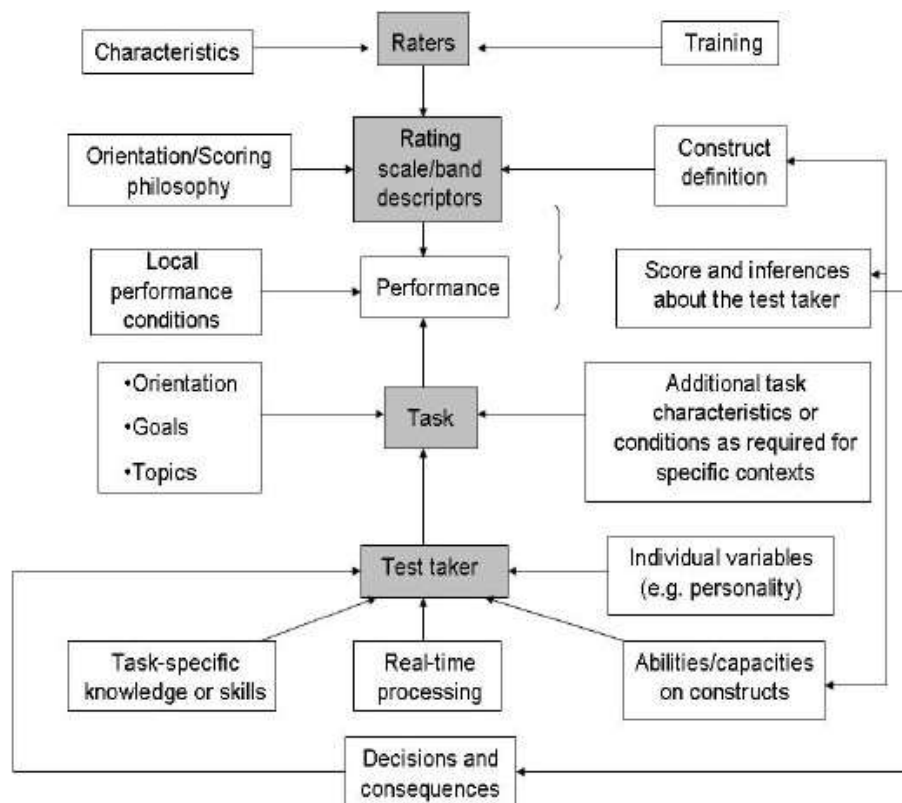 Characteristics
Raters
Training
Orientation/Scoring
philosophy
Rating
scale/band
descriptors
Construct
definition
Local
performance
conditions
Performance
Score and inferences
about the test taker
•Orientation
•Goals
•Topics
Task
Additional task
characteristics or
conditions as required for
specific contexts
Test taker
Individual variables
(e.g. personality)
Task-specific
knowledge or skills
Real-time
processing
Abilities/capacities
on constructs
Decisions and
consequences